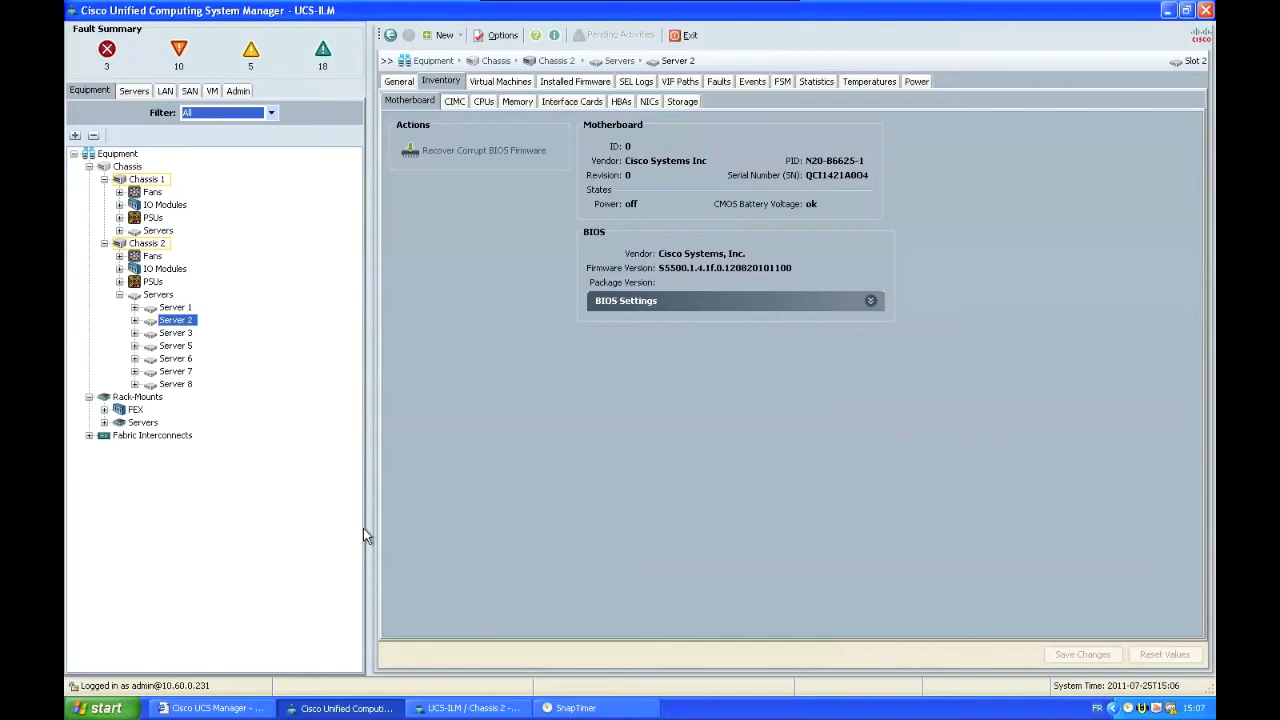 Cisco Unified Computing System Manager - UCS-ILM
Fault Summary
3 10 5 18
New Options Pending Activities Exit
cisco
>> Equipment Chassis Chassis 2 Servers Server 2 Slot 2
Equipment Servers LAN SAN VM Admin
General Inventory Virtual Machines Installed Firmware SEL Logs VIF Paths Faults Events FSM Statistics Temperatures Power
Motherboard CIMC CPUs Memory Interface Cards HBAs NICs Storage
Filter: All
Equipment
Chassis
Chassis 1
Fans
IO Modules
PSUs
Servers
Chassis 2
Fans
IO Modules
PSUs
Servers
Server 1
Server 2
Server 3
Server 5
Server 6
Server 7
Server 8
Rack-Mounts
FEX
Servers
Fabric Interconnects
Actions
Recover Corrupt BIOS Firmware
Motherboard
ID: 0
Vendor: Cisco Systems Inc PID: N20-B6625-1
Revision: 0 Serial Number (SN): QCI1421A004
States
Power: off CMOS Battery Voltage: ok
BIOS
Vendor: Cisco Systems, Inc.
Firmware Version: S5500.1.4.1f.0.120820101100
Package Version:
BIOS Settings
Save Changes Reset Values
Logged in as admin@10.60.0.231 System Time: 2011-07-25T15:06
start Cisco UCS Manager - ... Cisco Unified Computi... UCS-ILM / Chassis 2 -... SnapTimer FR 15:07